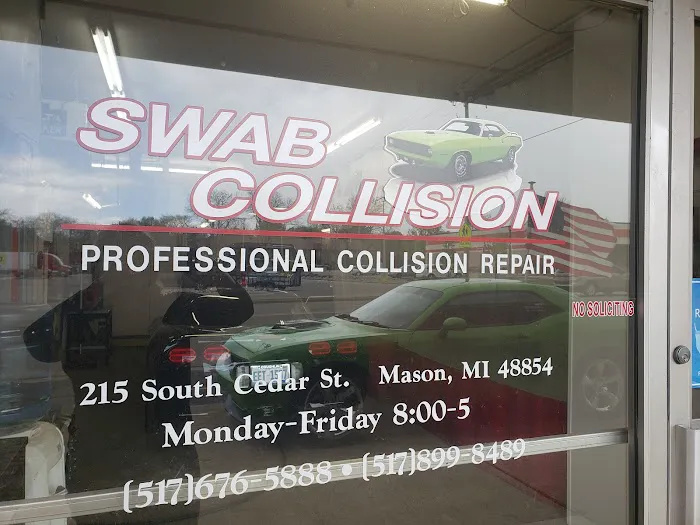 SWAB
COLLISION
PROFESSIONAL COLLISION REPAIR
NO SOLICITING
215 South Cedar St. Mason, MI 48854
Monday-Friday 8:00-5
(517)676-5888 • (517)899-8489